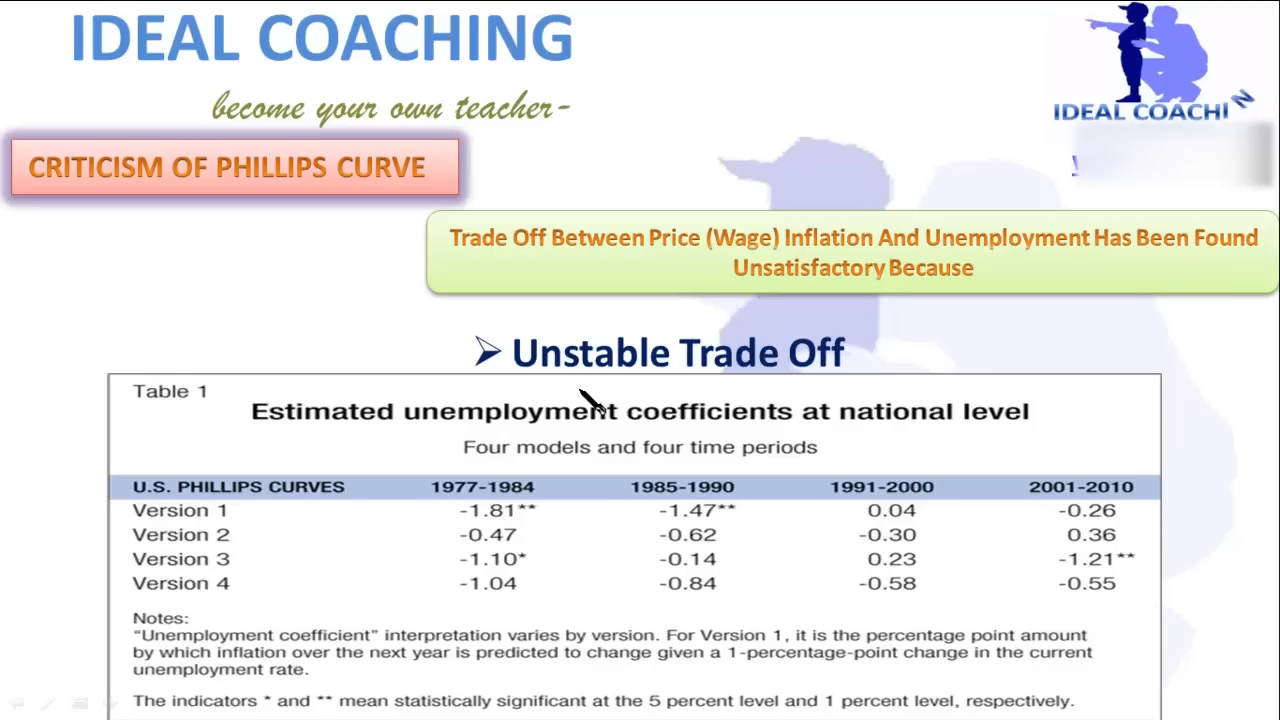 IDEAL COACHING
become your own teacher-
IDEAL COACHI N
CRITICISM OF PHILLIPS CURVE
Trade Off Between Price (Wage) Inflation And Unemployment Has Been Found
Unsatisfactory Because
Unstable Trade Off
Table 1
Estimated unemployment coefficients at national level
Four models and four time periods
U.S. PHILLIPS CURVES 1977-1984 1985-1990 1991-2000 2001-2010
Version 1 -1.81** -1.47** 0.04 -0.26
Version 2 -0.47 -0.62 -0.30 0.36
Version 3 -1.10* -0.14 0.23 -1.21**
Version 4 -1.04 -0.84 -0.58 -0.55
Notes:
“Unemployment coefficient” interpretation varies by version. For Version 1, it is the percentage point amount
by which inflation over the next year is predicted to change given a 1-percentage-point change in the current
unemployment rate.
The indicators * and ** mean statistically significant at the 5 percent level and 1 percent level, respectively.